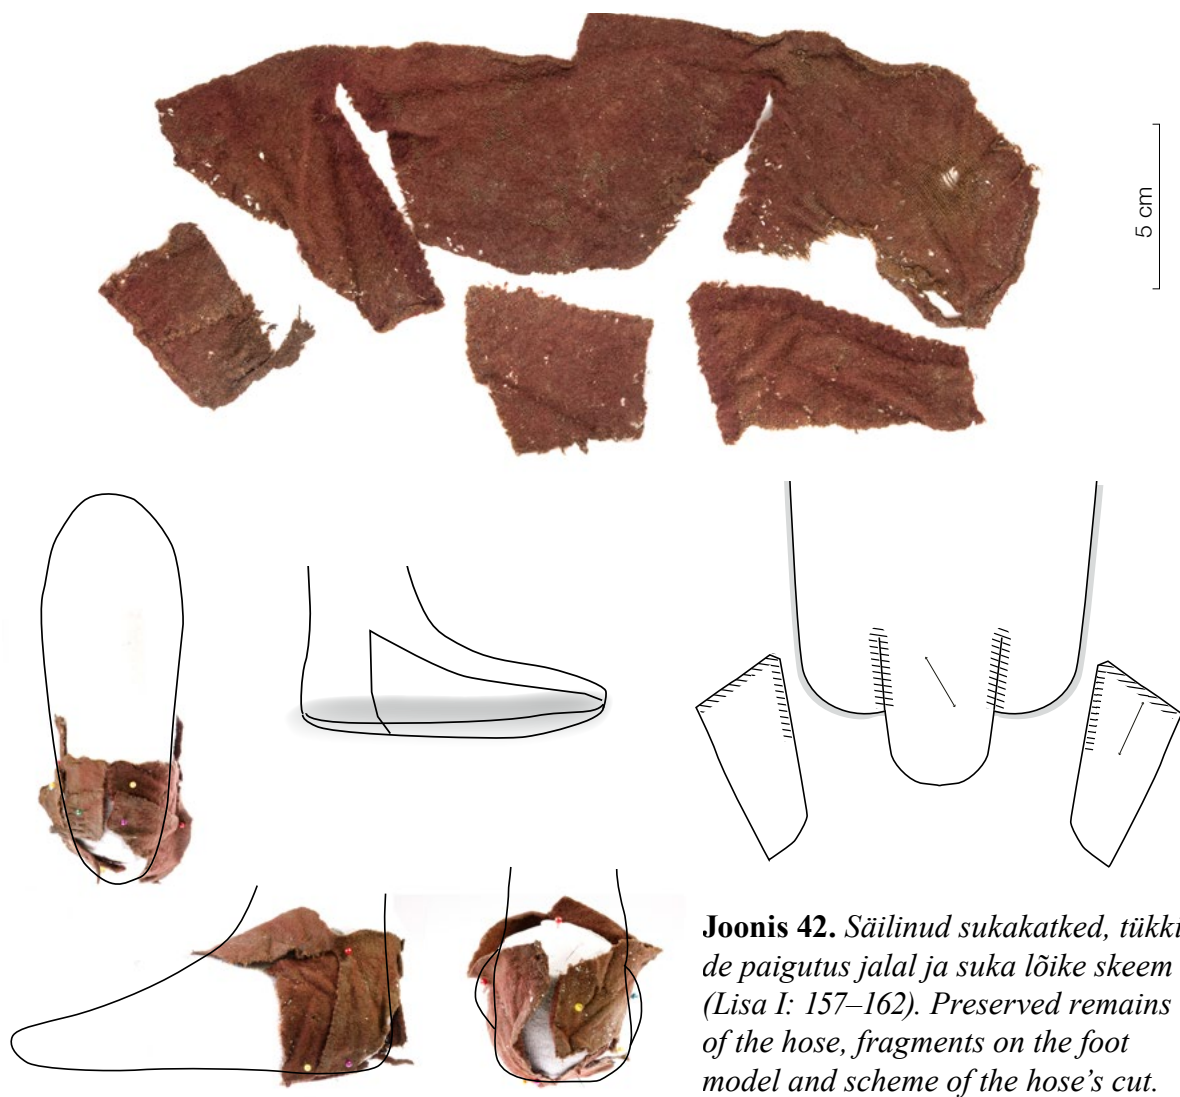 5 cm
Joonis 42. Säilinud sukakatked, tükki
de paigutus jalal ja suka lõike skeem
(Lisa I: 157–162). Preserved remains
of the hose, fragments on the foot
model and scheme of the hose’s cut.